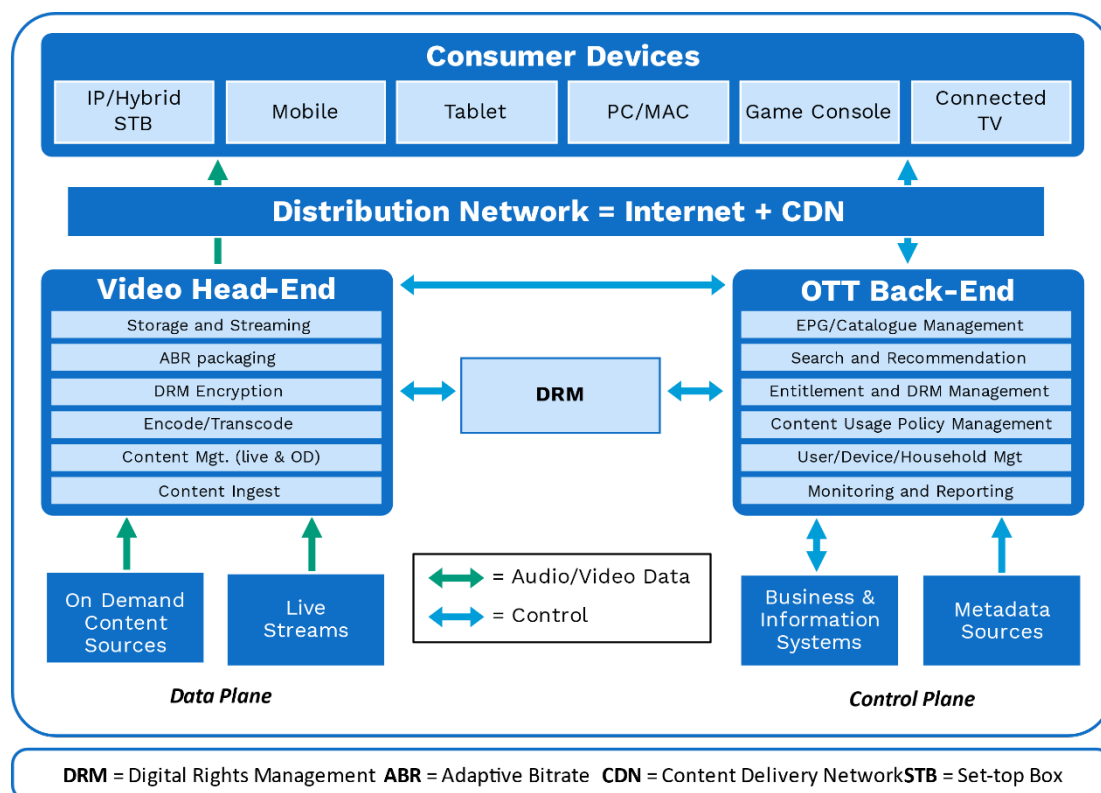 Consumer Devices
IP/Hybrid
STB
Mobile
Tablet
PC/MAC
Game Console
Connected
TV
Distribution Network = Internet + CDN
Video Head-End
Storage and Streaming
ABR packaging
DRM Encryption
Encode/Transcode
Content Mgt. (live & OD)
Content Ingest
DRM
OTT Back-End
EPG/Catalogue Management
Search and Recommendation
Entitlement and DRM Management
Content Usage Policy Management
User/Device/Household Mgt
Monitoring and Reporting
On Demand
Content
Sources
Live
Streams
= Audio/Video Data
= Control
Business &
Information
Systems
Metadata
Sources
Data Plane
Control Plane
DRM = Digital Rights Management ABR = Adaptive Bitrate CDN = Content Delivery NetworkSTB = Set-top Box